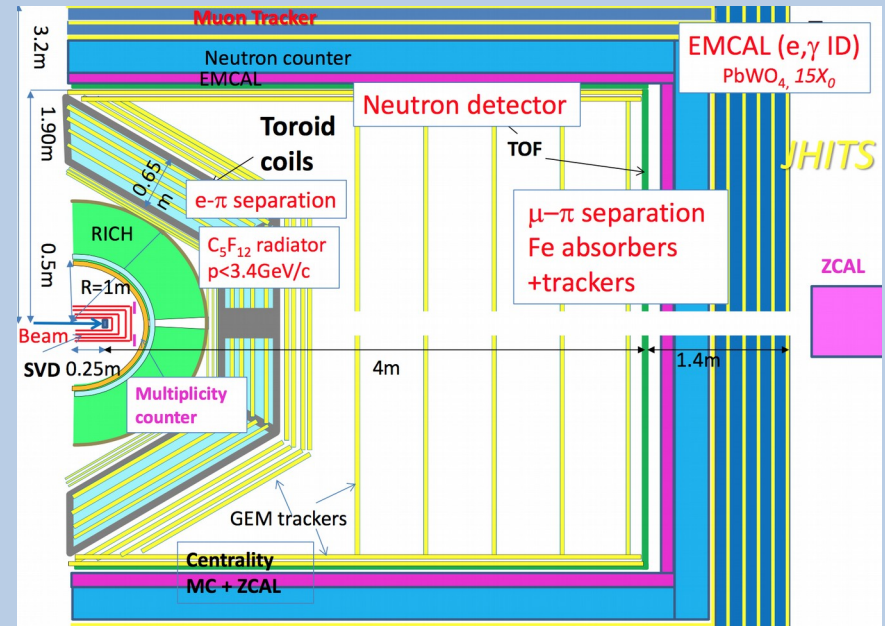 Muon Tracker
3.2m
Neutron counter
EMCAL
EMCAL (e,γ ID)
PbWO₄, 15X₀
Neutron detector
1.90m
Toroid
coils
TOF
JHITS
0.65
m
e-π separation
μ–π separation
Fe absorbers
+trackers
RICH
C₅F₁₂ radiator
p<3.4GeV/c
0.5m
R=1m
ZCAL
Beam
SVD 0.25m
4m
1.4m
Multiplicity
counter
GEM trackers
Centrality
MC + ZCAL